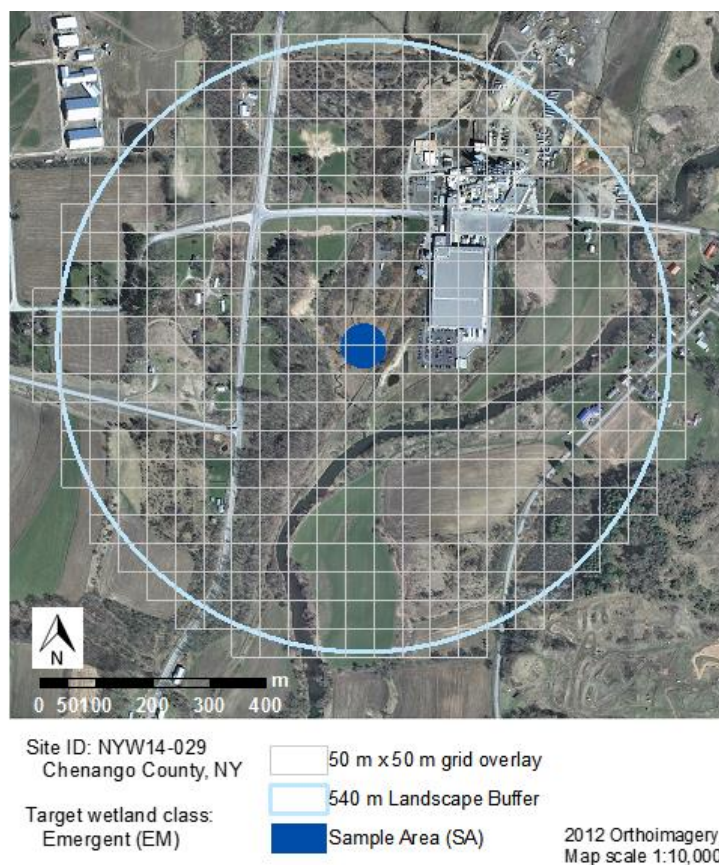 N
m
0 50100 200 300 400
Site ID: NYW14-029
Chenango County, NY
Target wetland class:
Emergent (EM)
50 m x 50 m grid overlay
540 m Landscape Buffer
Sample Area (SA)
2012 Orthoimagery
Map scale 1:10,000